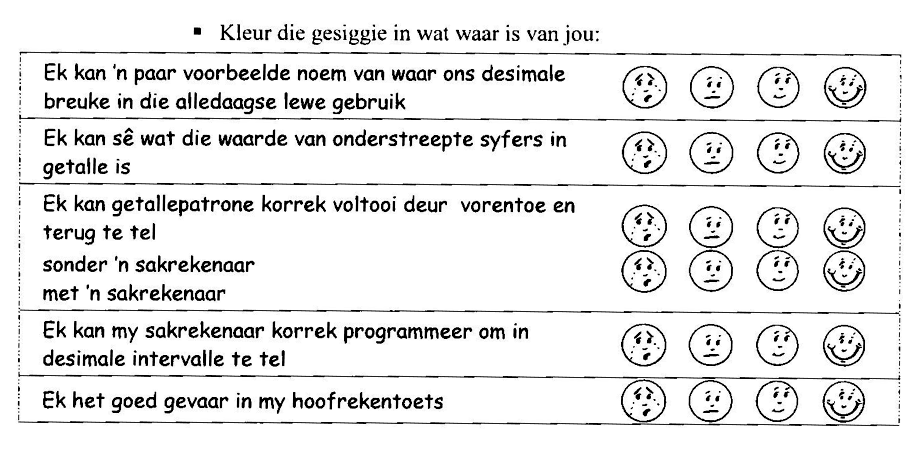 ▪ Kleur die gesiggie in wat waar is van jou:
Ek kan 'n paar voorbeelde noem van waar ons desimale
breuke in die alledaagse lewe gebruik
Ek kan sê wat die waarde van onderstreepte syfers in
getalle is
Ek kan getallepatrone korrek voltooi deur vorentoe en
terug te tel
sonder 'n sakrekenaar
met 'n sakrekenaar
Ek kan my sakrekenaar korrek programmeer om in
desimale intervalle te tel
Ek het goed gevaar in my hoofrekentoets